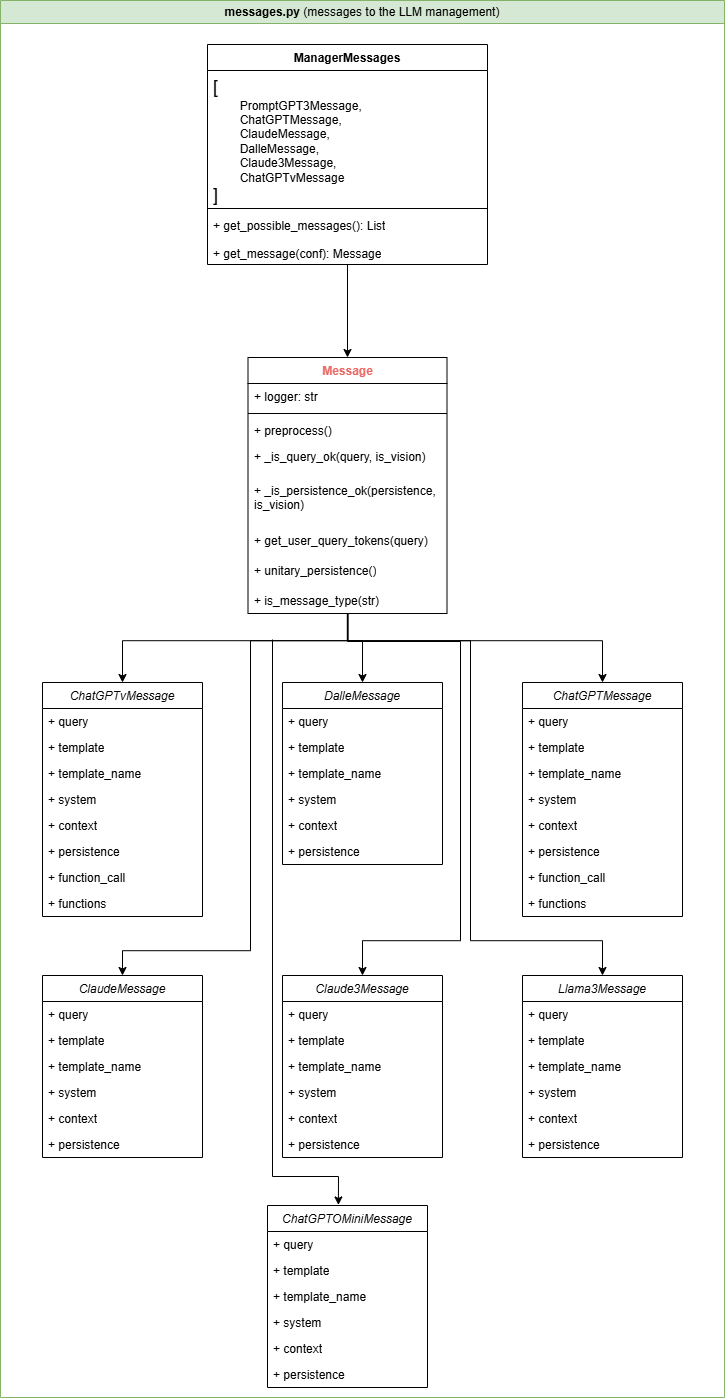 messages.py (messages to the LLM management)
ManagerMessages
[
PromptGPT3Message,
ChatGPTMessage,
ClaudeMessage,
DalleMessage,
Claude3Message,
ChatGPTvMessage
]
+ get_possible_messages(): List
+ get_message(conf): Message
Message
+ logger: str
+ preprocess()
+ _is_query_ok(query, is_vision)
+ _is_persistence_ok(persistence,
is_vision)
+ get_user_query_tokens(query)
+ unitary_persistence()
+ is_message_type(str)
ChatGPTvMessage
+ query
+ template
+ template_name
+ system
+ context
+ persistence
+ function_call
+ functions
DalleMessage
+ query
+ template
+ template_name
+ system
+ context
+ persistence
ChatGPTMessage
+ query
+ template
+ template_name
+ system
+ context
+ persistence
+ function_call
+ functions
ClaudeMessage
+ query
+ template
+ template_name
+ system
+ context
+ persistence
Claude3Message
+ query
+ template
+ template_name
+ system
+ context
+ persistence
Llama3Message
+ query
+ template
+ template_name
+ system
+ context
+ persistence
ChatGPTOMiniMessage
+ query
+ template
+ template_name
+ system
+ context
+ persistence